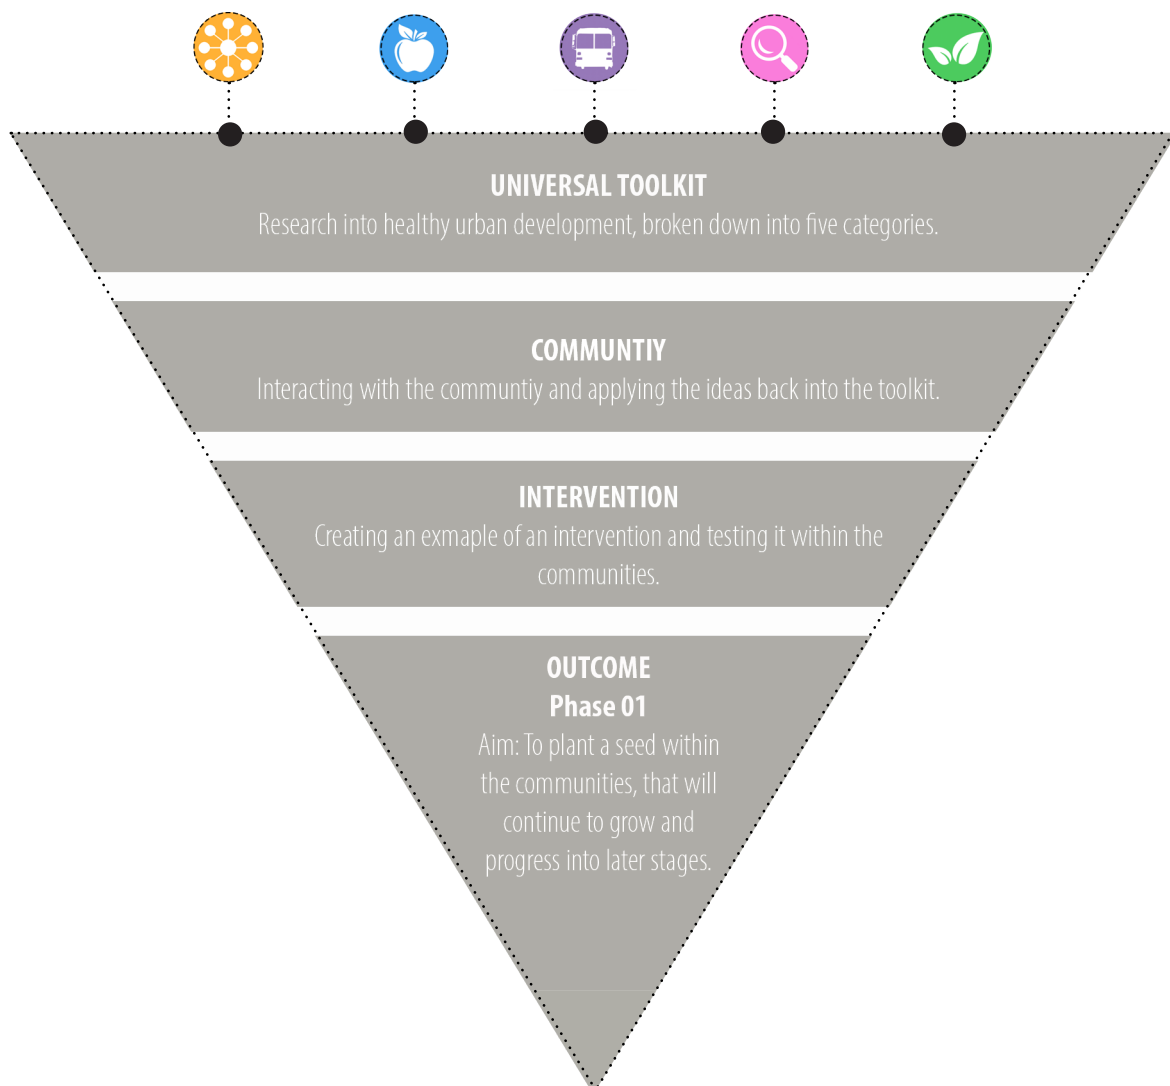 UNIVERSAL TOOLKIT
Research into healthy urban development, broken down into five categories.
COMMUNTIY
Interacting with the communtiy and applying the ideas back into the toolkit.
INTERVENTION
Creating an exmaple of an intervention and testing it within the
communities.
OUTCOME
Phase 01
Aim: To plant a seed within
the communities, that will
continue to grow and
progress into later stages.